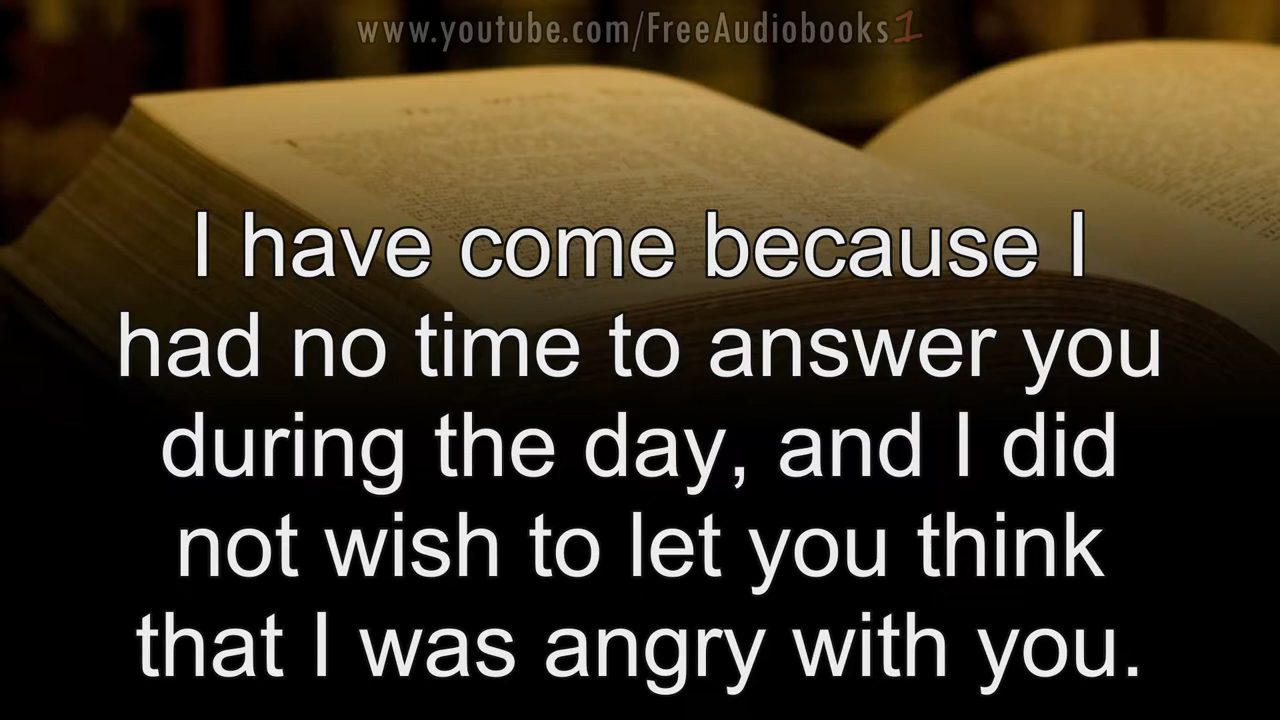 www.youtube.com/FreeAudiobooks1
I have come because I
had no time to answer you
during the day, and I did
not wish to let you think
that I was angry with you.